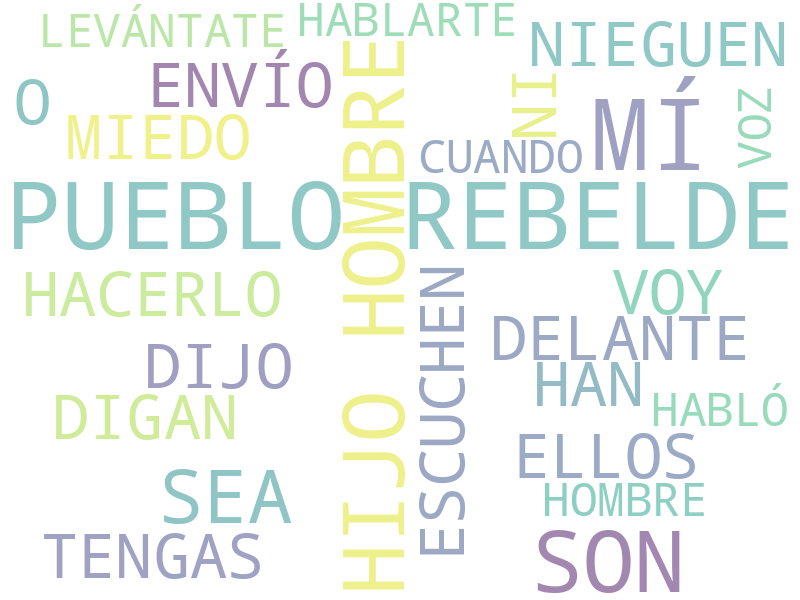 LEVÁNTATE
HABLARTE
NIEGUEN
O
ENVÍO
MIEDO
NI
MÍ
VOZ
CUANDO
PUEBLO REBELDE
HIJO HOMBRE
HACERLO
VOY
ESCUCHEN
DELANTE
DIJO
HAN
DIGAN
HABLÓ
ELLOS
SEA
HOMBRE
TENGAS
SON